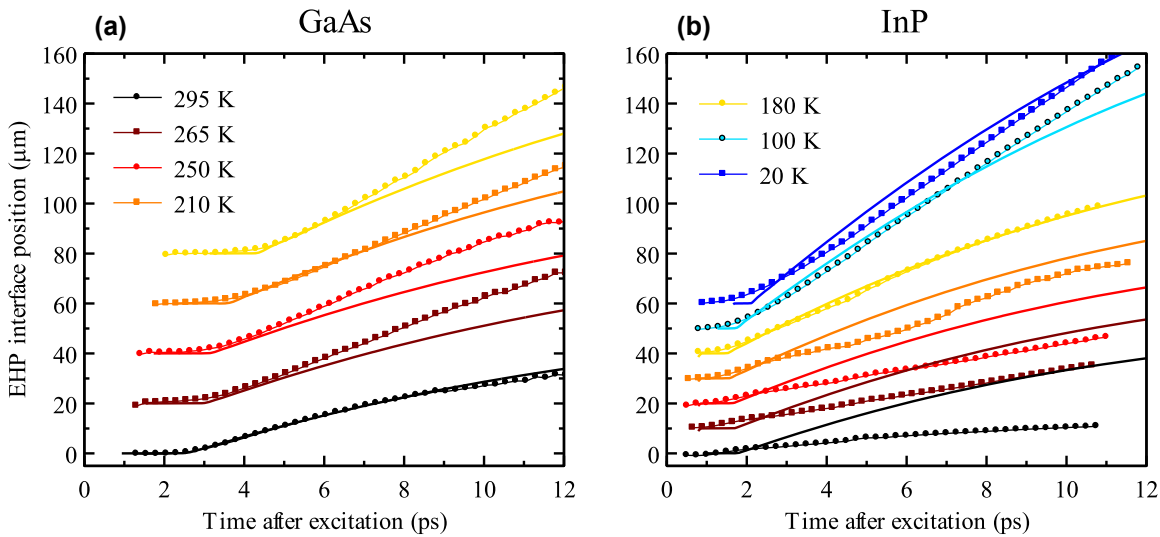 (a) GaAs
160
140
120
100
80
60
40
20
0
EHP interface position (µm)
295 K
265 K
250 K
210 K
0 2 4 6 8 10 12
Time after excitation (ps)
(b) InP
160
140
120
100
80
60
40
20
0
180 K
100 K
20 K
0 2 4 6 8 10 12
Time after excitation (ps)